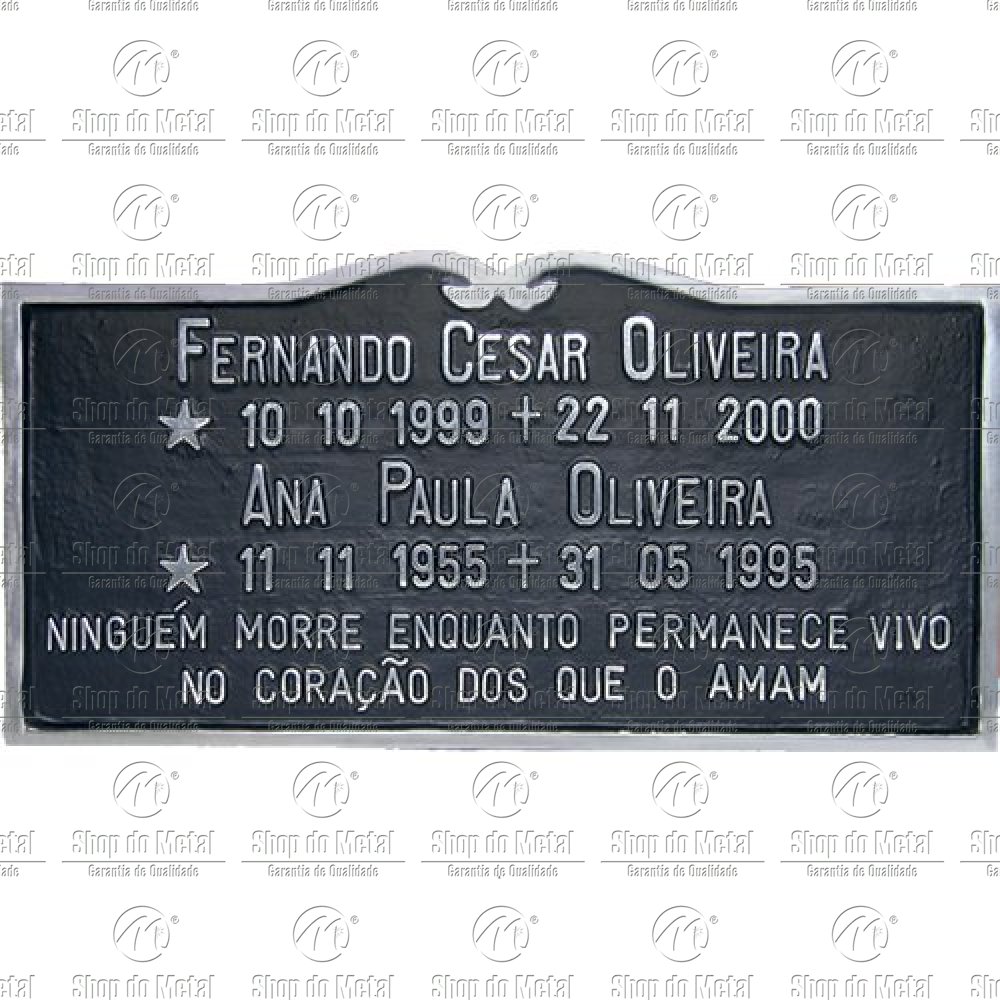 Fernando Cesar Oliveira
★ 10 10 1999 ✝ 22 11 2000
Ana Paula Oliveira
★ 11 11 1955 ✝ 31 05 1995
NINGUÉM MORRE ENQUANTO PERMANECE VIVO
NO CORAÇÃO DOS QUE O AMAM
Shop do Metal
Garantia de Qualidade